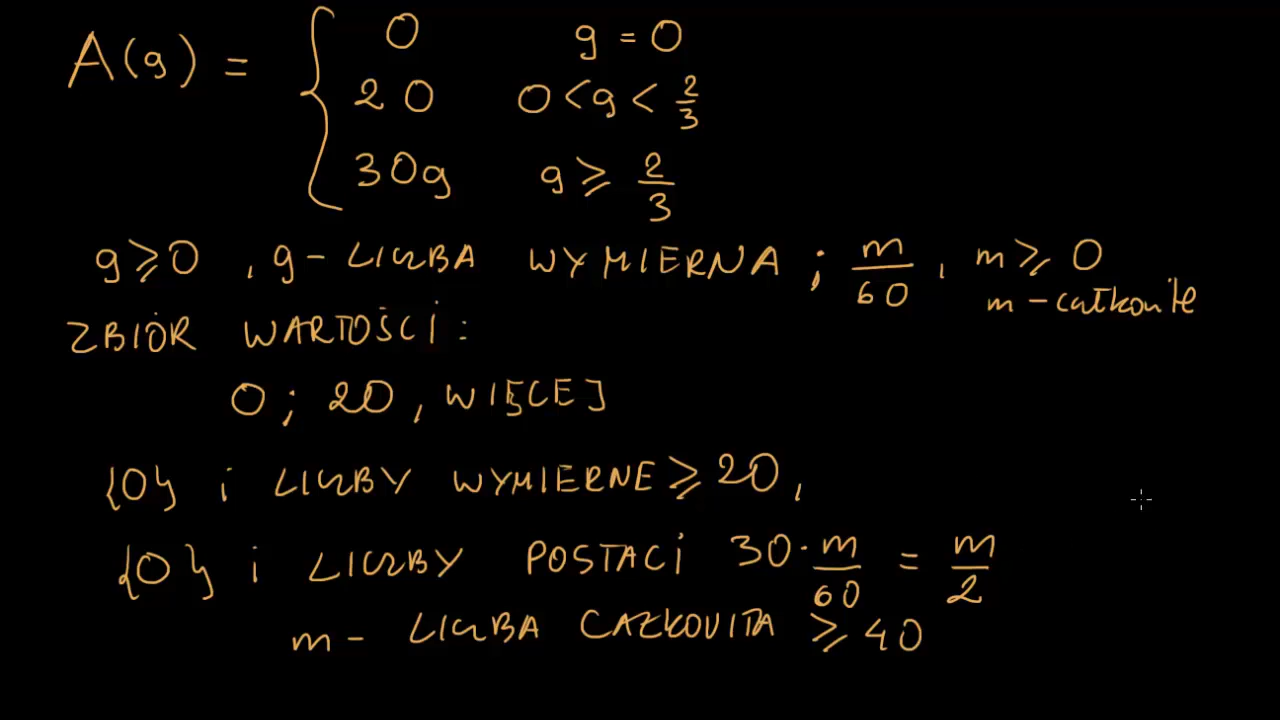 A(g) = { 0 g = 0
20 0 < g < 2/3
30g g ≥ 2/3
g ≥ 0 , g - LICZBA WYMIERNA ; m/60 , m ≥ 0
m - całkowite
ZBIÓR WARTOŚCI :
0 ; 20 , WIĘCEJ
{0} i LICZBY WYMIERNE ≥ 20 ,
{0} i LICZBY POSTACI 30 · m/60 = m/2
m - LICZBA CAŁKOWITA ≥ 40